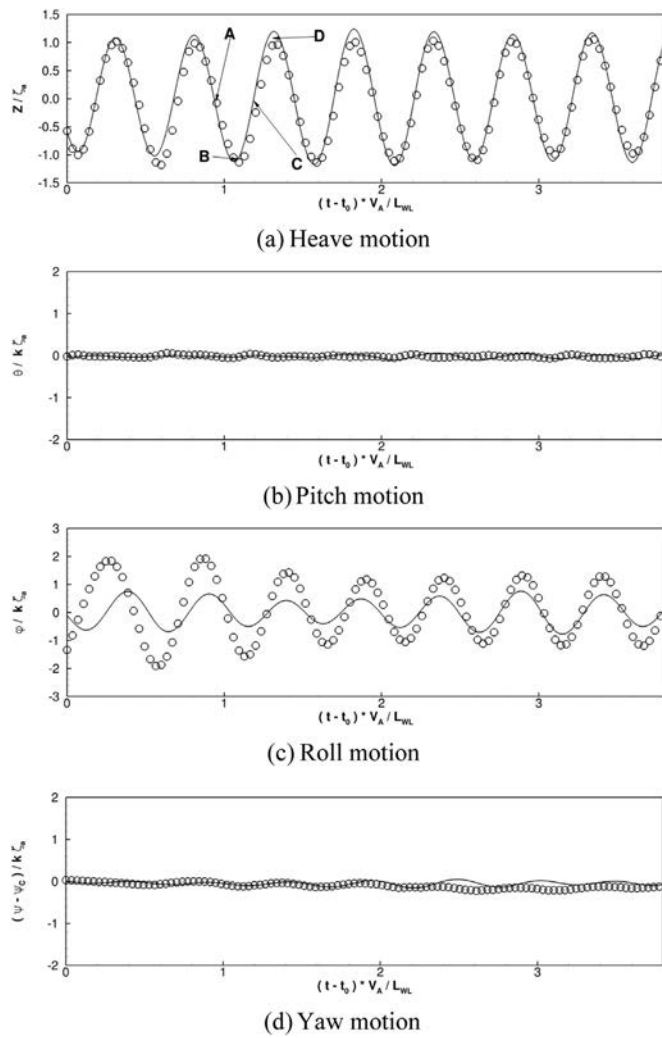 1.5
1.0
0.5
0.0
-0.5
-1.0
-1.5
Z / ζa
A
D
B
C
0 1 2 3
( t - t0 ) * VA / LWL
(a) Heave motion
2
1
0
-1
-2
θ / k ζa
0 1 2 3
( t - t0 ) * VA / LWL
(b) Pitch motion
3
2
1
0
-1
-2
-3
φ / k ζa
0 1 2 3
( t - t0 ) * VA / LWL
(c) Roll motion
2
1
0
-1
-2
( ψ - ψC ) / k ζa
0 1 2 3
( t - t0 ) * VA / LWL
(d) Yaw motion